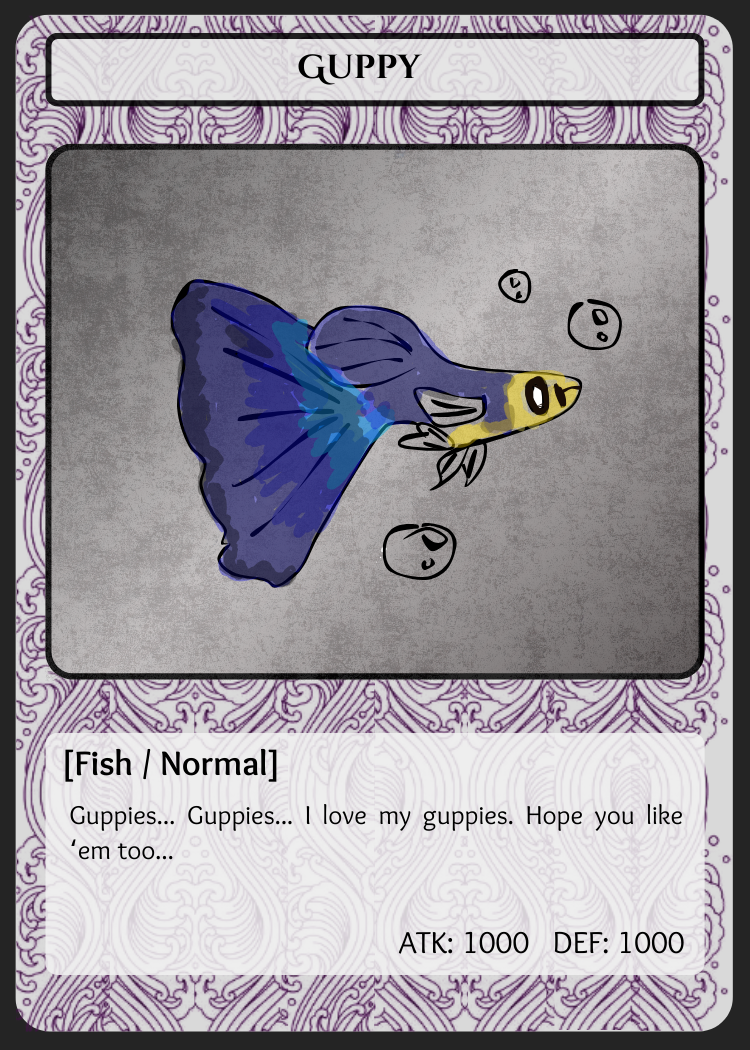 Guppy
[Fish / Normal]
Guppies... Guppies... I love my guppies. Hope you like
‘em too...
ATK: 1000 DEF: 1000